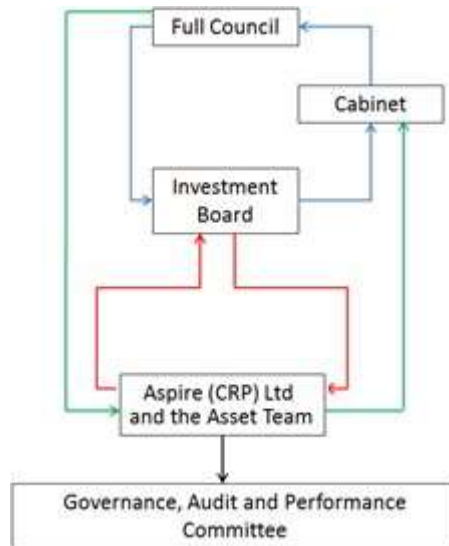 Full Council
Cabinet
Investment
Board
Aspire (CRP) Ltd
and the Asset Team
Governance, Audit and Performance
Committee